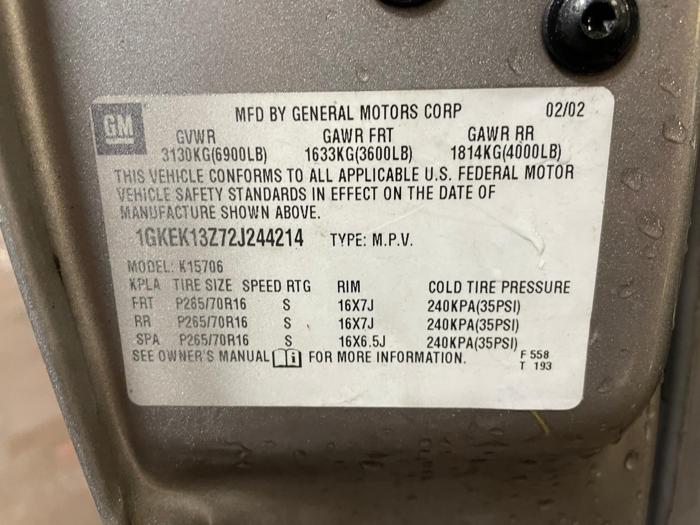 GM
MFD BY GENERAL MOTORS CORP 02/02
GVWR GAWR FRT GAWR RR
3130KG(6900LB) 1633KG(3600LB) 1814KG(4000LB)
THIS VEHICLE CONFORMS TO ALL APPLICABLE U.S. FEDERAL MOTOR
VEHICLE SAFETY STANDARDS IN EFFECT ON THE DATE OF
MANUFACTURE SHOWN ABOVE.
1GKEK13Z72J244214 TYPE: M.P.V.
MODEL: K15706
KPLA TIRE SIZE SPEED RTG RIM COLD TIRE PRESSURE
FRT P265/70R16 S 16X7J 240KPA(35PSI)
RR P265/70R16 S 16X7J 240KPA(35PSI)
SPA P265/70R16 S 16X6.5J 240KPA(35PSI)
SEE OWNER'S MANUAL i FOR MORE INFORMATION. F 558
T 193